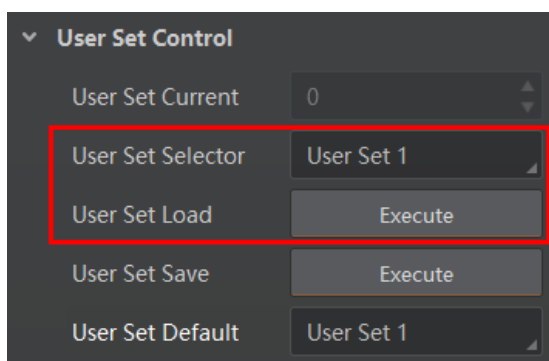 User Set Control
User Set Current 0
User Set Selector User Set 1
User Set Load Execute
User Set Save Execute
User Set Default User Set 1